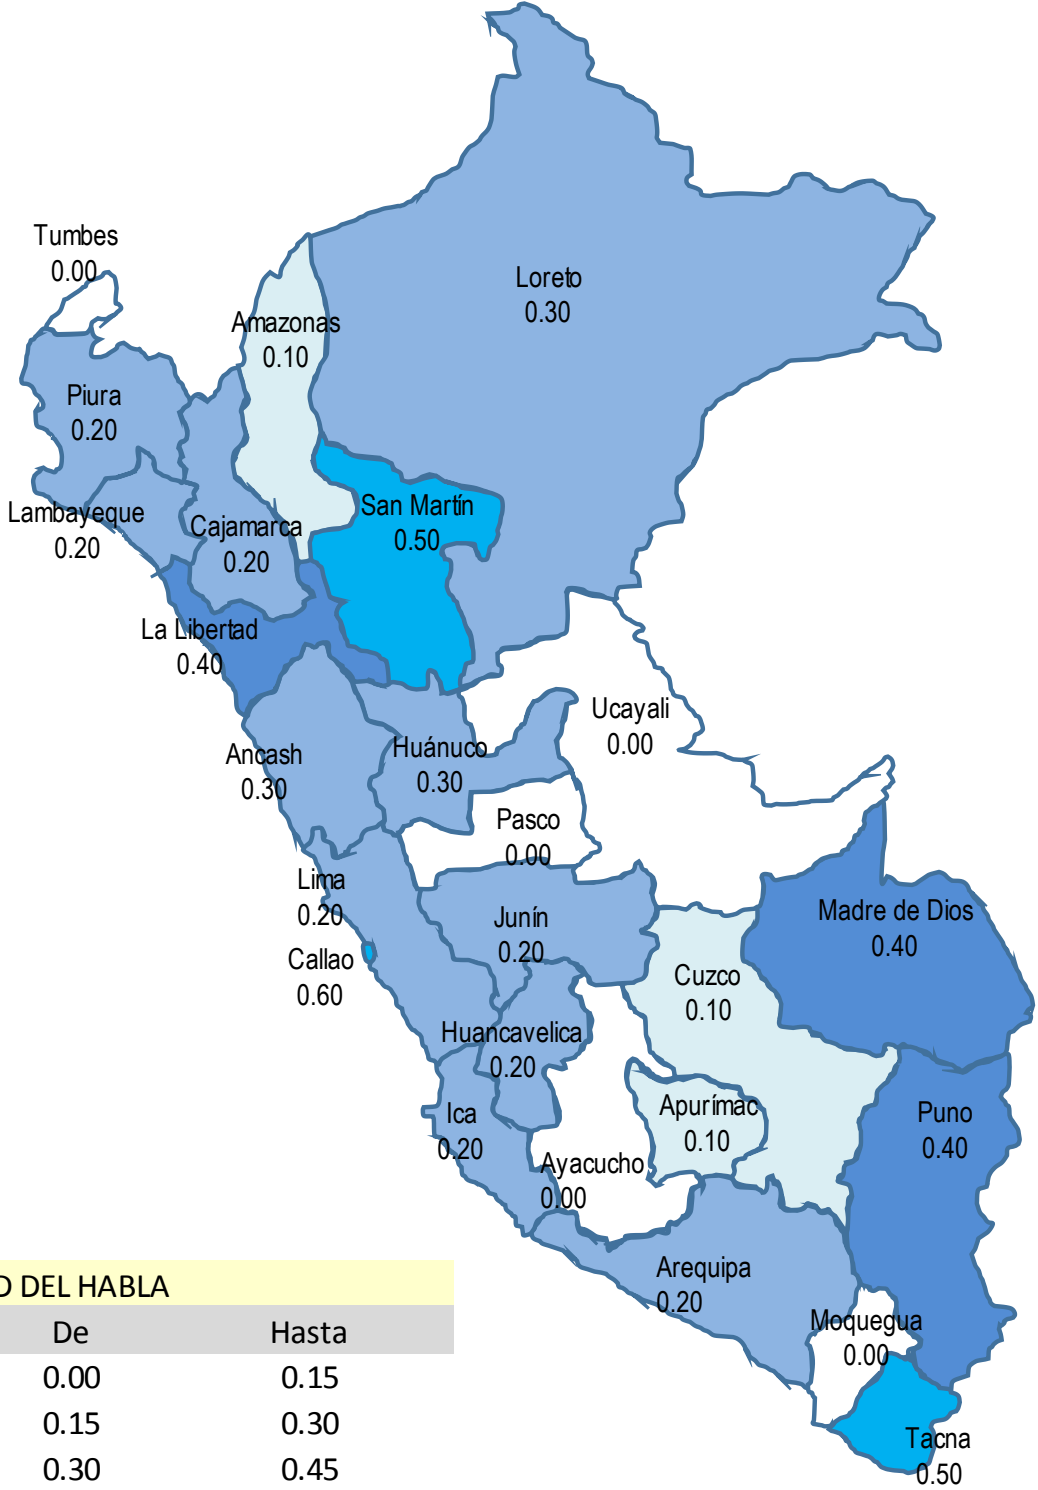 Tumbes
0.00
Loreto
0.30
Amazonas
0.10
Piura
0.20
San Martín
0.50
Lambayeque
0.20
Cajamarca
0.20
La Libertad
0.40
Ucayali
0.00
Ancash
0.30
Huánuco
0.30
Pasco
0.00
Lima
0.20
Junín
0.20
Madre de Dios
0.40
Callao
0.60
Cuzco
0.10
Huancavelica
0.20
Ica
0.20
Apurímac
0.10
Puno
0.40
Ayacucho
0.00
Arequipa
0.20
Moquegua
0.00
Tacna
0.50
D DEL HABLA
De Hasta
0.00 0.15
0.15 0.30
0.30 0.45